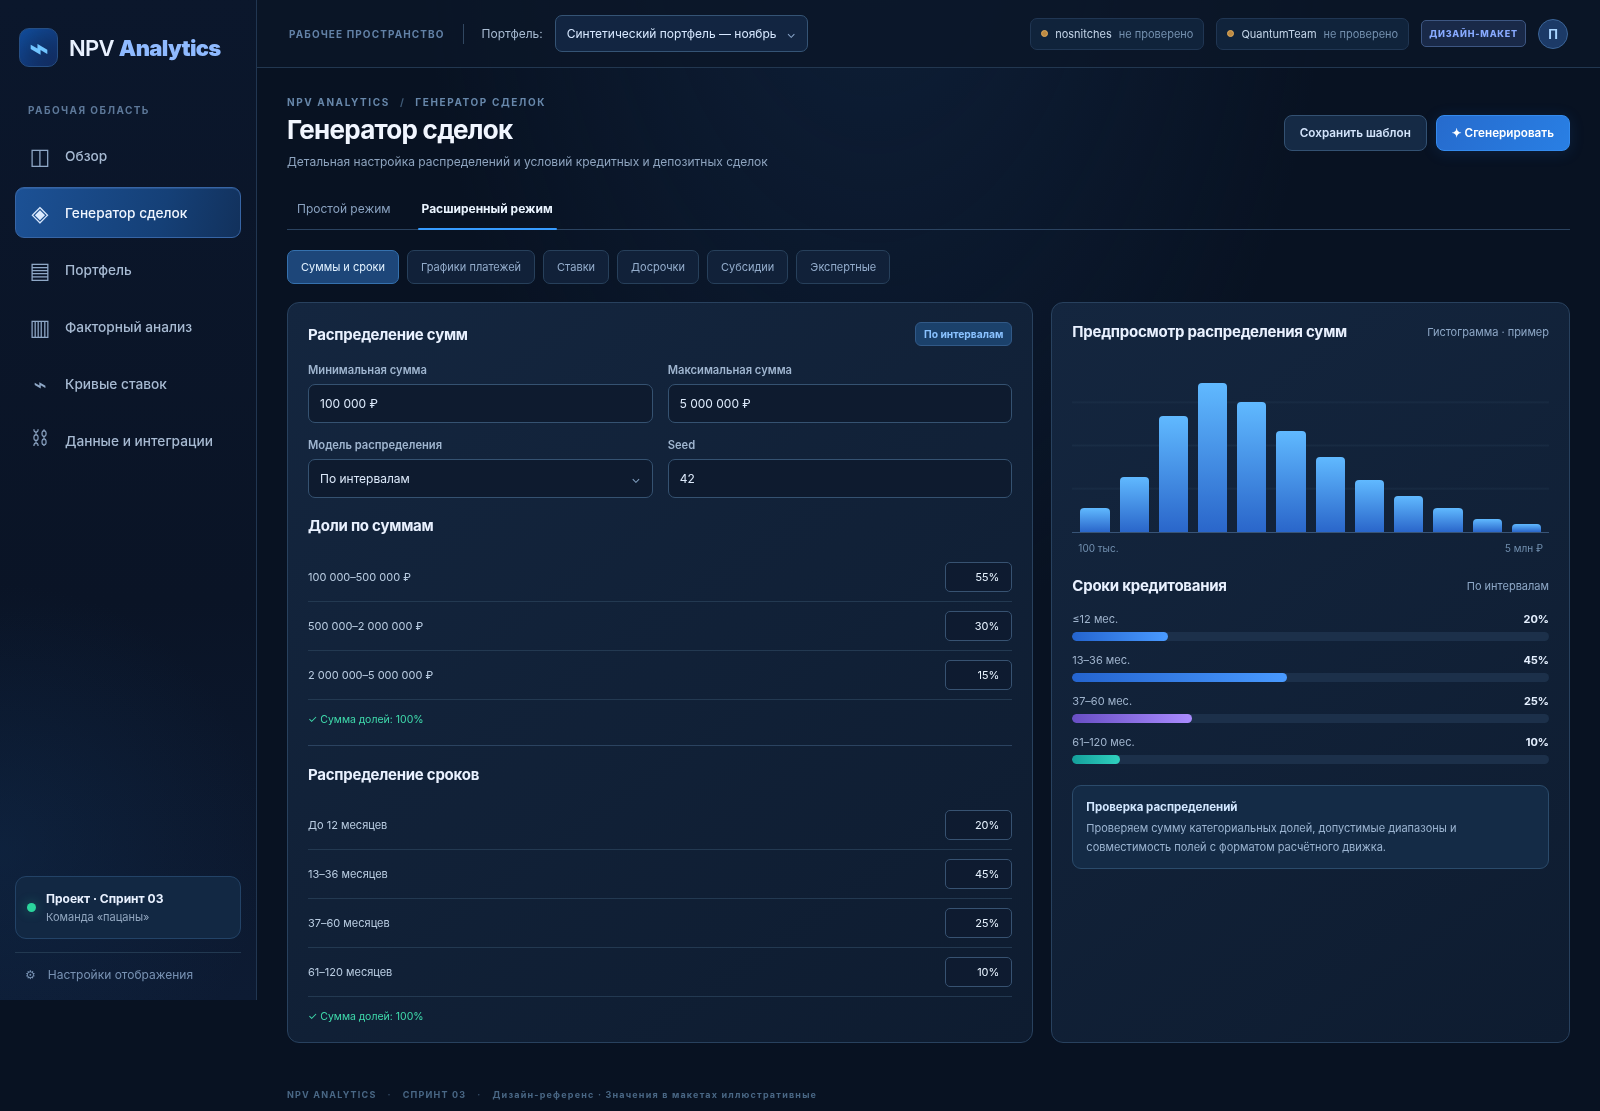 NPV Analytics
РАБОЧАЯ ОБЛАСТЬ
Обзор
Генератор сделок
Портфель
Факторный анализ
Кривые ставок
Данные и интеграции
Проект · Спринт 03
Команда «пацаны»
Настройки отображения
РАБОЧЕЕ ПРОСТРАНСТВО
Портфель:
Синтетический портфель — ноябрь
nosnitches не проверено
QuantumTeam не проверено
ДИЗАЙН-МАКЕТ
П
NPV ANALYTICS / ГЕНЕРАТОР СДЕЛОК
Генератор сделок
Детальная настройка распределений и условий кредитных и депозитных сделок
Сохранить шаблон
✦ Сгенерировать
Простой режим
Расширенный режим
Суммы и сроки
Графики платежей
Ставки
Досрочки
Субсидии
Экспертные
Распределение сумм
По интервалам
Минимальная сумма
Максимальная сумма
100 000 ₽
5 000 000 ₽
Модель распределения
Seed
По интервалам
42
Доли по суммам
100 000–500 000 ₽
55%
500 000–2 000 000 ₽
30%
2 000 000–5 000 000 ₽
15%
✓ Сумма долей: 100%
Распределение сроков
До 12 месяцев
20%
13–36 месяцев
45%
37–60 месяцев
25%
61–120 месяцев
10%
✓ Сумма долей: 100%
Предпросмотр распределения сумм
Гистограмма · пример
100 тыс.
5 млн ₽
Сроки кредитования
По интервалам
≤12 мес.
20%
13–36 мес.
45%
37–60 мес.
25%
61–120 мес.
10%
Проверка распределений
Проверяем сумму категориальных долей, допустимые диапазоны и
совместимость полей с форматом расчётного движка.
NPV ANALYTICS · СПРИНТ 03 · Дизайн-референс · Значения в макетах иллюстративные